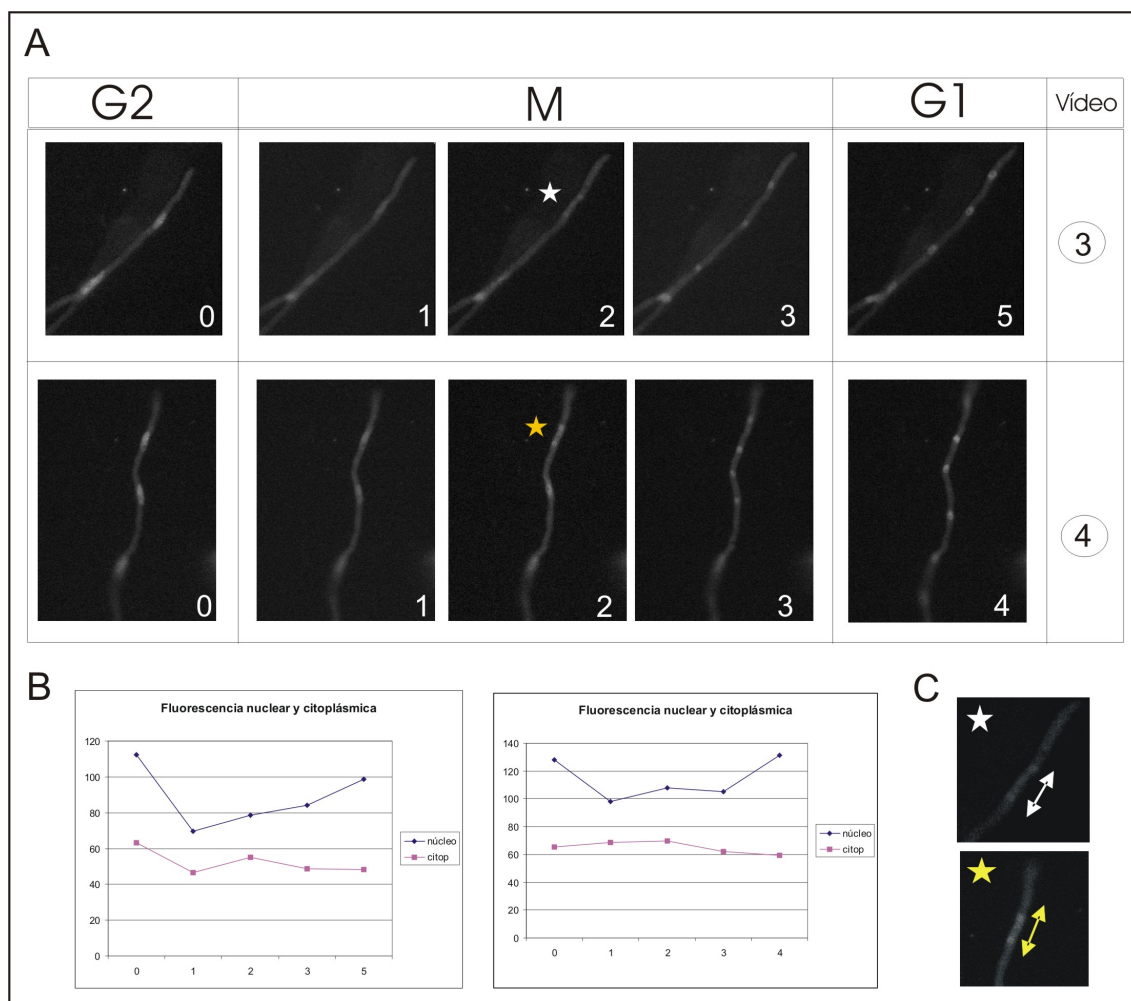 A
G2 M G1 Vídeo
0 1 2 3 5 3
0 1 2 3 4 4
B
Fluorescencia nuclear y citoplásmica
120
100
80
60
40
20
0
0 1 2 3 5
núcleo
citop
Fluorescencia nuclear y citoplásmica
140
120
100
80
60
40
20
0
0 1 2 3 4
núcleo
citop
C